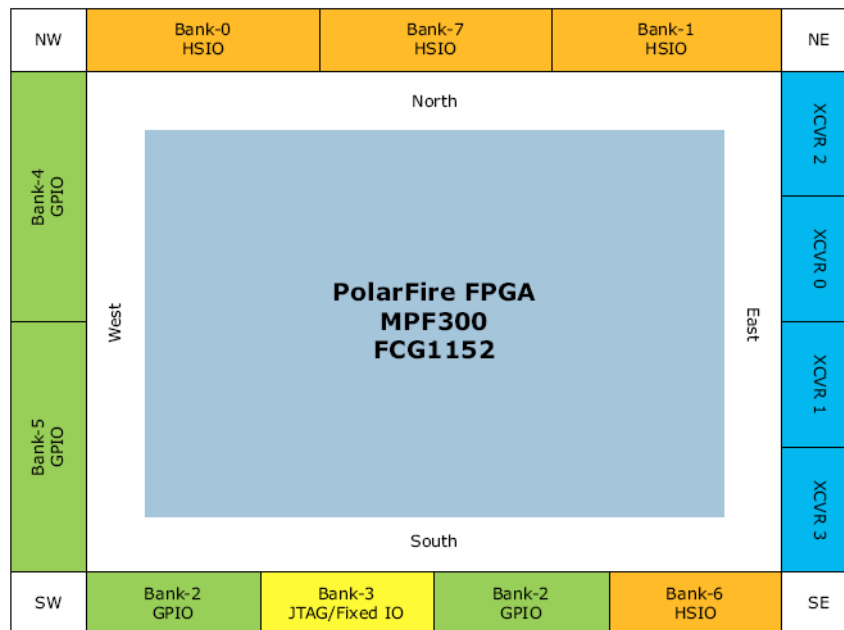 NW
Bank-0
HSIO
Bank-7
HSIO
Bank-1
HSIO
NE
North
Bank-4
GPIO
XCVR 2
XCVR 0
PolarFire FPGA
MPF300
FCG1152
West
East
Bank-5
GPIO
XCVR 1
XCVR 3
South
SW
Bank-2
GPIO
Bank-3
JTAG/Fixed IO
Bank-2
GPIO
Bank-6
HSIO
SE